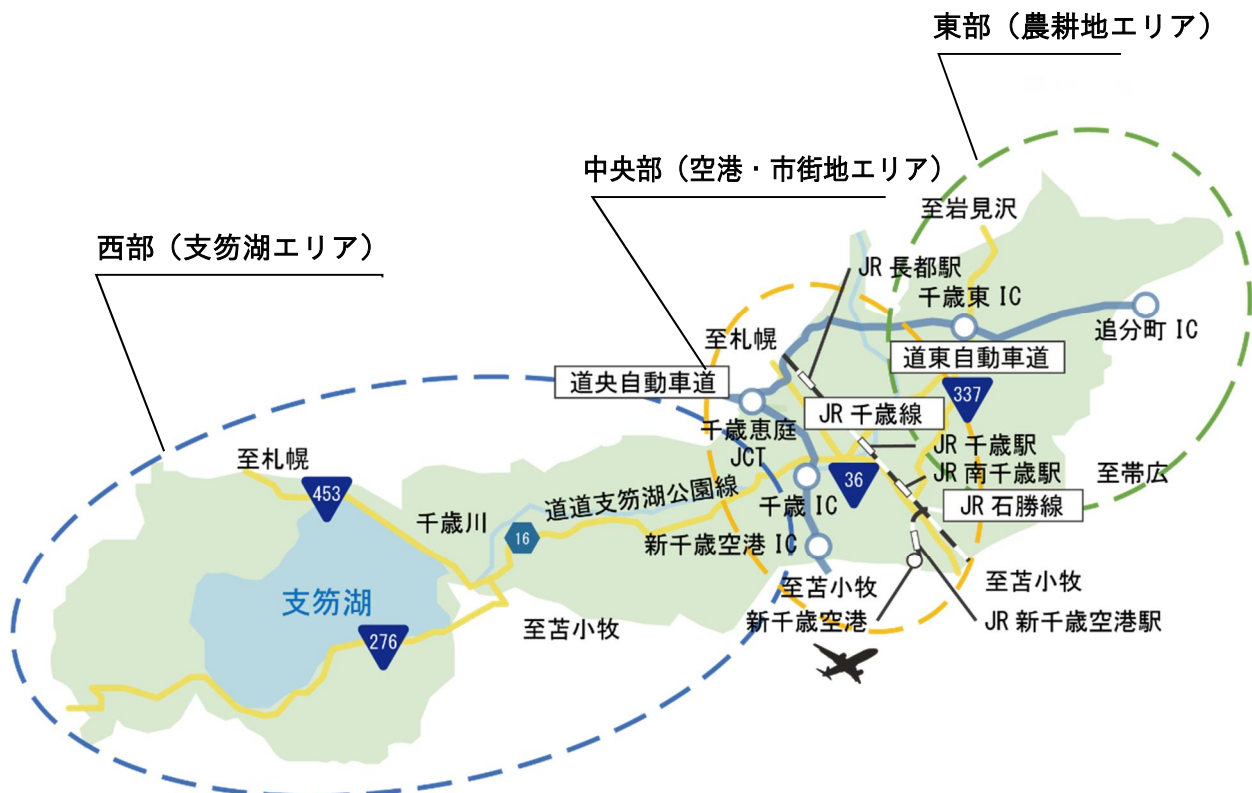 東部（農耕地エリア）
中央部（空港・市街地エリア）
西部（支笏湖エリア）
至岩見沢
JR 長都駅
千歳東 IC
追分町 IC
至札幌
道東自動車道
道央自動車道
337
JR 千歳線
千歳恵庭
JCT
JR 千歳駅
至札幌
JR 南千歳駅
至帯広
453
36
道道支笏湖公園線
千歳 IC
JR 石勝線
千歳川
16
新千歳空港 IC
至苫小牧
至苫小牧
支笏湖
276
至苫小牧
新千歳空港
JR 新千歳空港駅